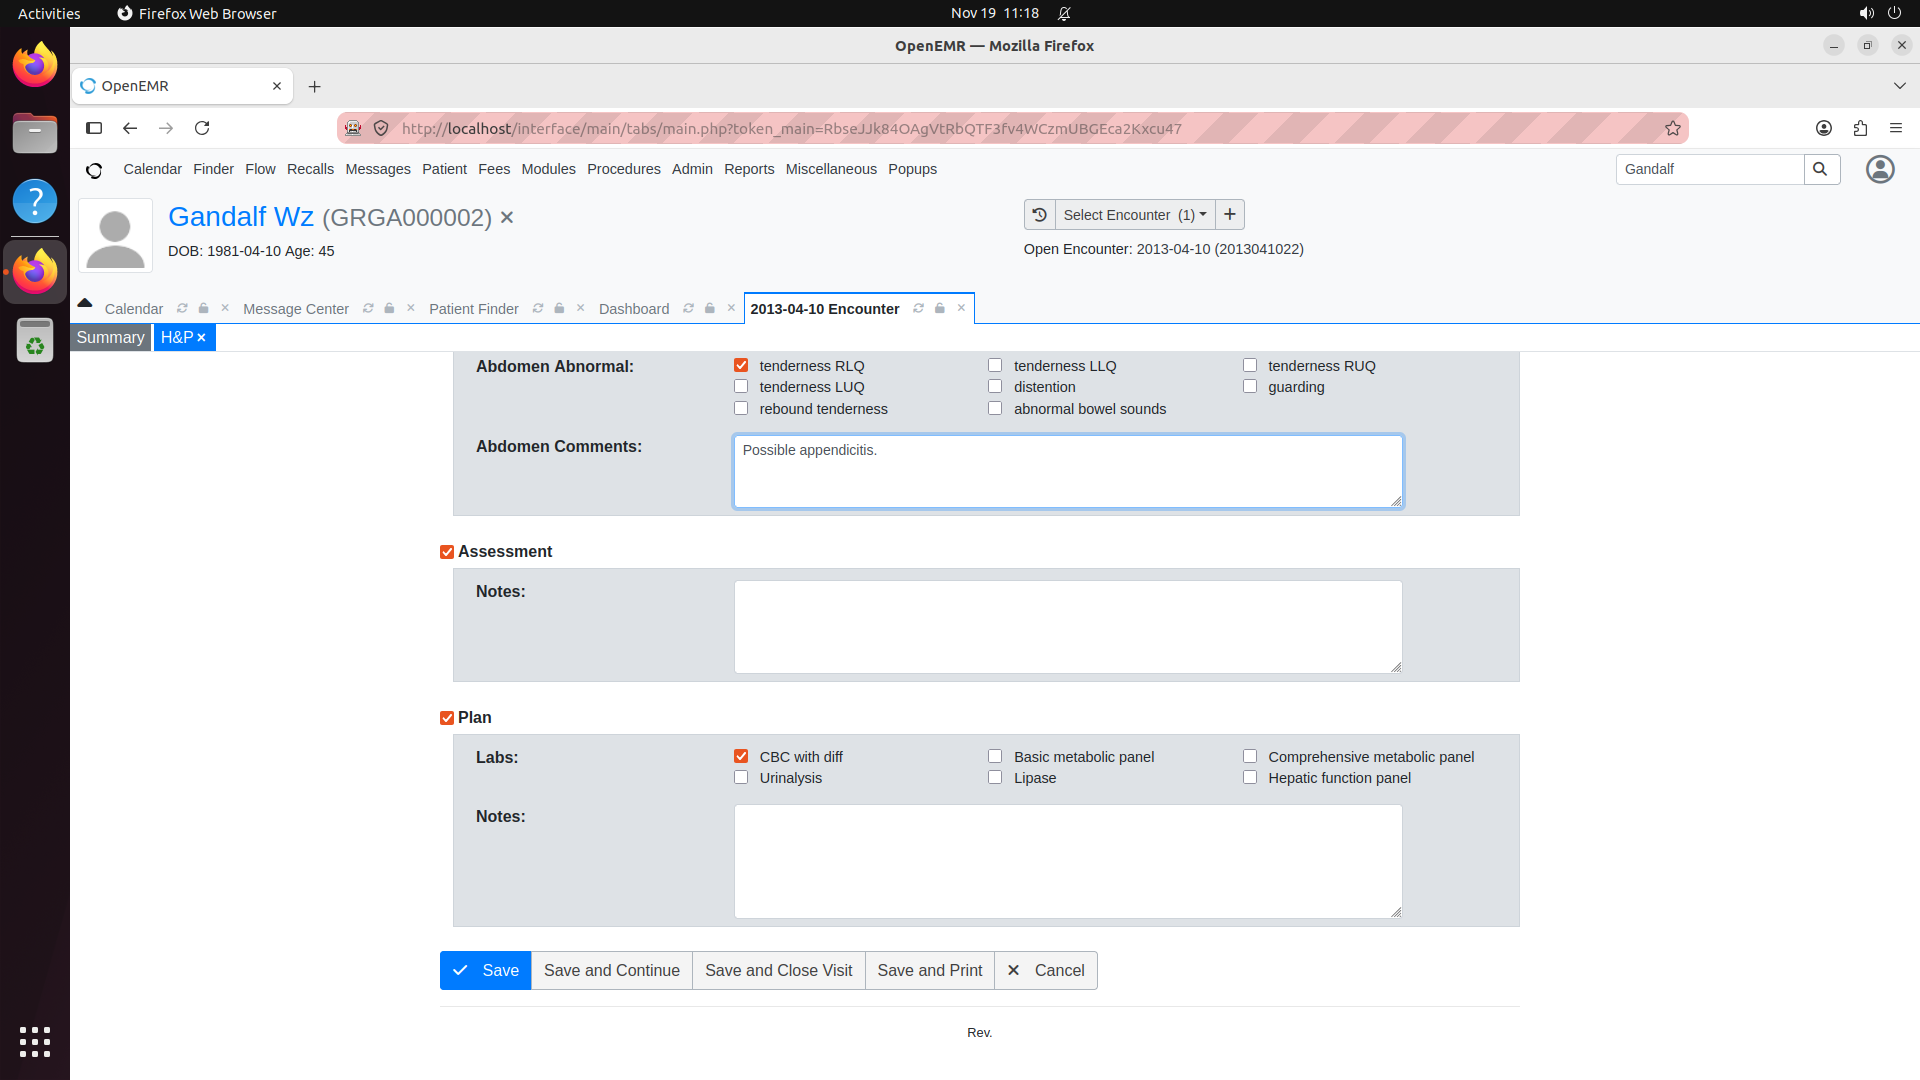 Activities
Firefox Web Browser
Nov 19 11:18
OpenEMR — Mozilla Firefox
OpenEMR
http://localhost/interface/main/tabs/main.php?token_main=RbseJJk84OAgVtRbQTF3fv4WCzmUBGEca2Kxcu47
Calendar Finder Flow Recalls Messages Patient Fees Modules Procedures Admin Reports Miscellaneous Popups
Gandalf
Gandalf Wz (GRGA000002)
Select Encounter (1)
DOB: 1981-04-10 Age: 45
Open Encounter: 2013-04-10 (2013041022)
Calendar Message Center Patient Finder Dashboard 2013-04-10 Encounter
Summary H&P
Abdomen Abnormal: tenderness RLQ tenderness LLQ tenderness RUQ
tenderness LUQ distention guarding
rebound tenderness abnormal bowel sounds
Abdomen Comments: Possible appendicitis.
Assessment
Notes:
Plan
Labs: CBC with diff Basic metabolic panel Comprehensive metabolic panel
Urinalysis Lipase Hepatic function panel
Notes:
Save Save and Continue Save and Close Visit Save and Print Cancel
Rev.